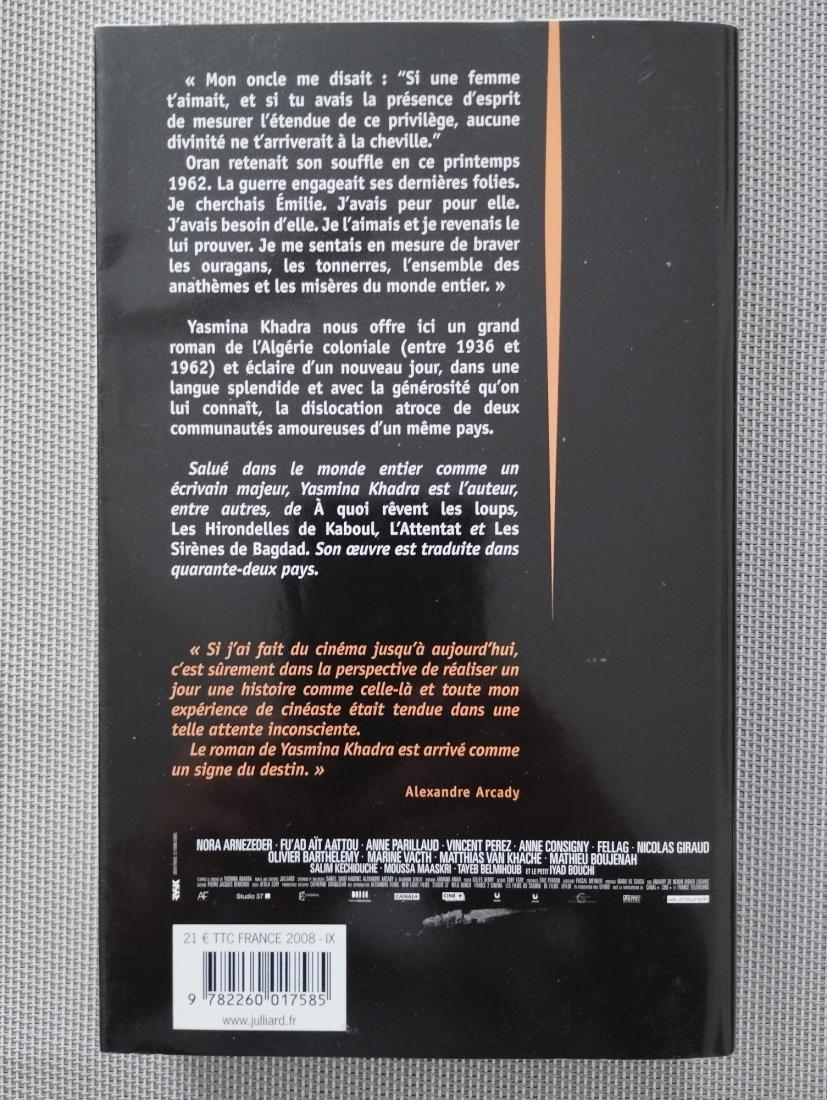 « Mon oncle me disait : “Si une femme
t’aimait, et si tu avais la présence d’esprit
de mesurer l’étendue de ce privilège, aucune
divinité ne t’arriverait à la cheville.”
Oran retenait son souffle en ce printemps
1962. La guerre engageait ses dernières folies.
Je cherchais Émilie. J’avais peur pour elle.
J’avais besoin d’elle. Je l’aimais et je revenais le
lui prouver. Je me sentais en mesure de braver
les ouragans, les tonnerres, l’ensemble des
anathèmes et les misères du monde entier. »
Yasmina Khadra nous offre ici un grand
roman de l’Algérie coloniale (entre 1936 et
1962) et éclaire d’un nouveau jour, dans une
langue splendide et avec la générosité qu’on
lui connaît, la dislocation atroce de deux
communautés amoureuses d’un même pays.
Salué dans le monde entier comme un
écrivain majeur, Yasmina Khadra est l’auteur,
entre autres, de À quoi rêvent les loups,
Les Hirondelles de Kaboul, L’Attentat et Les
Sirènes de Bagdad. Son œuvre est traduite dans
quarante-deux pays.
« Si j’ai fait du cinéma jusqu’à aujourd’hui,
c’est sûrement dans la perspective de réaliser un
jour une histoire comme celle-là et toute mon
expérience de cinéaste était tendue dans une
telle attente inconsciente.
Le roman de Yasmina Khadra est arrivé comme
un signe du destin. »
Alexandre Arcady
NORA ARNEZEDER · FU’AD AÏT AATTOU · ANNE PARILLAUD · VINCENT PEREZ · ANNE CONSIGNY · FELLAG · NICOLAS GIRAUD
OLIVIER BARTHÉLÉMY · MARINE VACTH · MATTHIAS VAN KHACHE · MATHIEU BOUJENAH
SALIM KECHIOUCHE · MOUSSA MAASKRI · TAYEB BELMIHOUB ET LE PETIT IYAD BOUCHI
Studio 37 CANAL+ CINE+
21 € TTC FRANCE 2008 - IX
9 782260 017585
www.julliard.fr